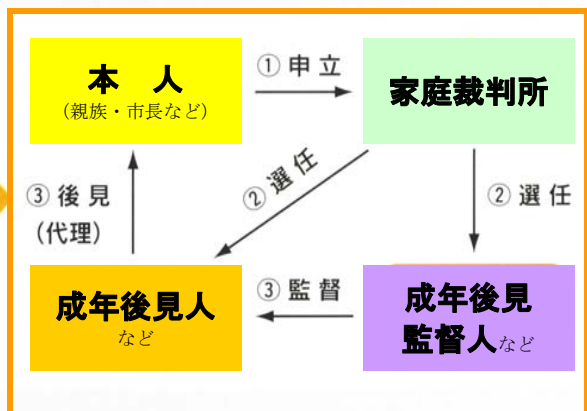 本 人
(親族・市長など)
①申立
家庭裁判所
③後見
(代理)
②選任
②選任
成年後見人
など
③監督
成年後見
監督人など